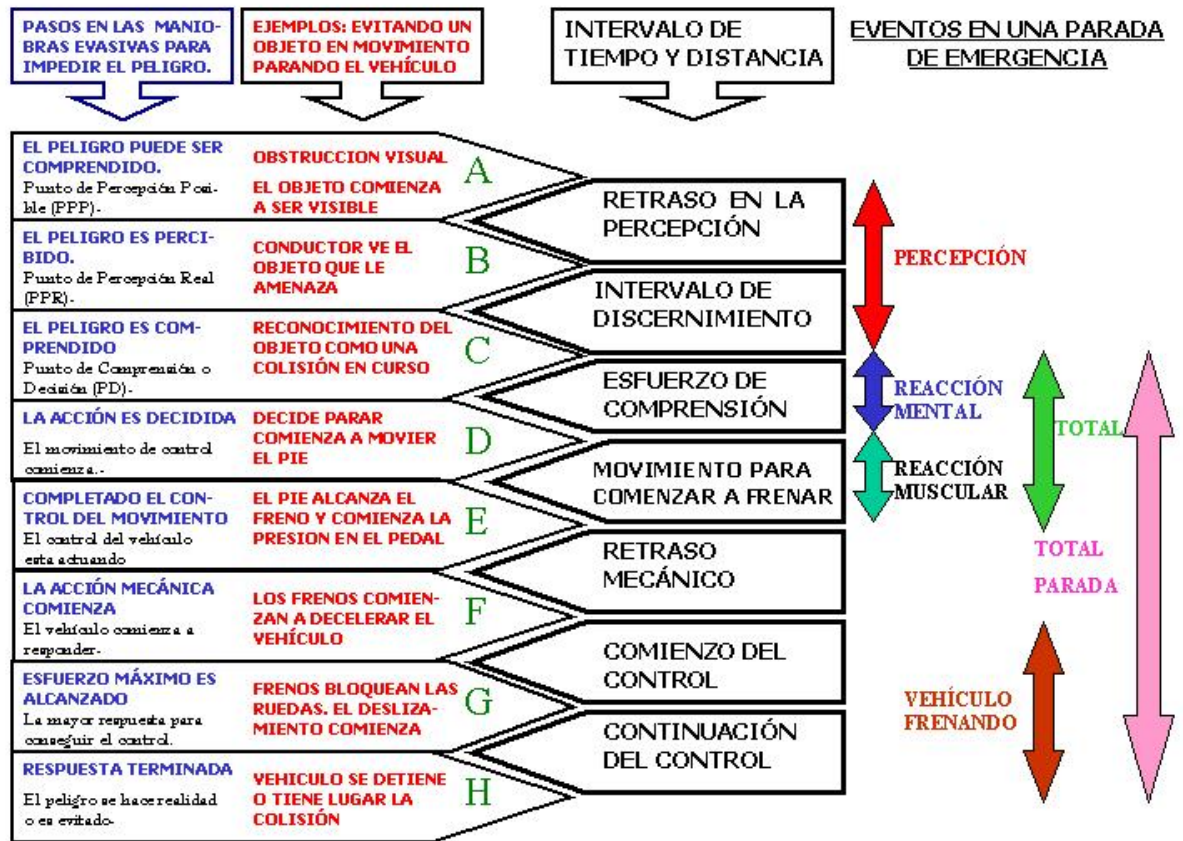 PASOS EN LAS MANIO-
BRAS EVASIVAS PARA
IMPEDIR EL PELIGRO.
EJEMPLOS: EVITANDO UN
OBJETO EN MOVIMIENTO
PARANDO EL VEHÍCULO
INTERVALO DE
TIEMPO Y DISTANCIA
EVENTOS EN UNA PARADA
DE EMERGENCIA
EL PELIGRO PUEDE SER
COMPRENDIDO.
Punto de Percepción Posi-
ble (PPP)-
OBSTRUCCION VISUAL
EL OBJETO COMIENZA
A SER VISIBLE
A
EL PELIGRO ES PERCI-
BIDO.
Punto de Percepción Real
(PPR)-
CONDUCTOR VE EL
OBJETO QUE LE
AMENAZA
B
EL PELIGRO ES COM-
PRENDIDO
Punto de Comprensión o
Decisión (PD)-
RECONOCIMIENTO DEL
OBJETO COMO UNA
COLISIÓN EN CURSO
C
LA ACCIÓN ES DECIDIDA
El movimiento de control
comienza.-
DECIDE PARAR
COMIENZA A MOVIER
EL PIE
D
COMPLETADO EL CON-
TROL DEL MOVIMIENTO
El control del vehículo
esta actuando
EL PIE ALCANZA EL
FRENO Y COMIENZA LA
PRESION EN EL PEDAL
E
LA ACCIÓN MECÁNICA
COMIENZA
El vehículo comienza a
responder-
LOS FRENOS COMIEN-
ZAN A DECELERAR EL
VEHÍCULO
F
ESFUERZO MÁXIMO ES
ALCANZADO
La mayor respuesta para
conseguir el control.
FRENOS BLOQUEAN LAS
RUEDAS. EL DESLIZA-
MIENTO COMIENZA
G
RESPUESTA TERMINADA
El peligro se hace realidad
o es evitado-
VEHICULO SE DETIENE
O TIENE LUGAR LA
COLISIÓN
H
RETRASO EN LA
PERCEPCIÓN
INTERVALO DE
DISCERNIMIENTO
ESFUERZO DE
COMPRENSIÓN
MOVIMIENTO PARA
COMENZAR A FRENAR
RETRASO
MECÁNICO
COMIENZO DEL
CONTROL
CONTINUACIÓN
DEL CONTROL
PERCEPCIÓN
REACCIÓN
MENTAL
REACCIÓN
MUSCULAR
TOTAL
TOTAL
PARADA
VEHÍCULO
FRENANDO